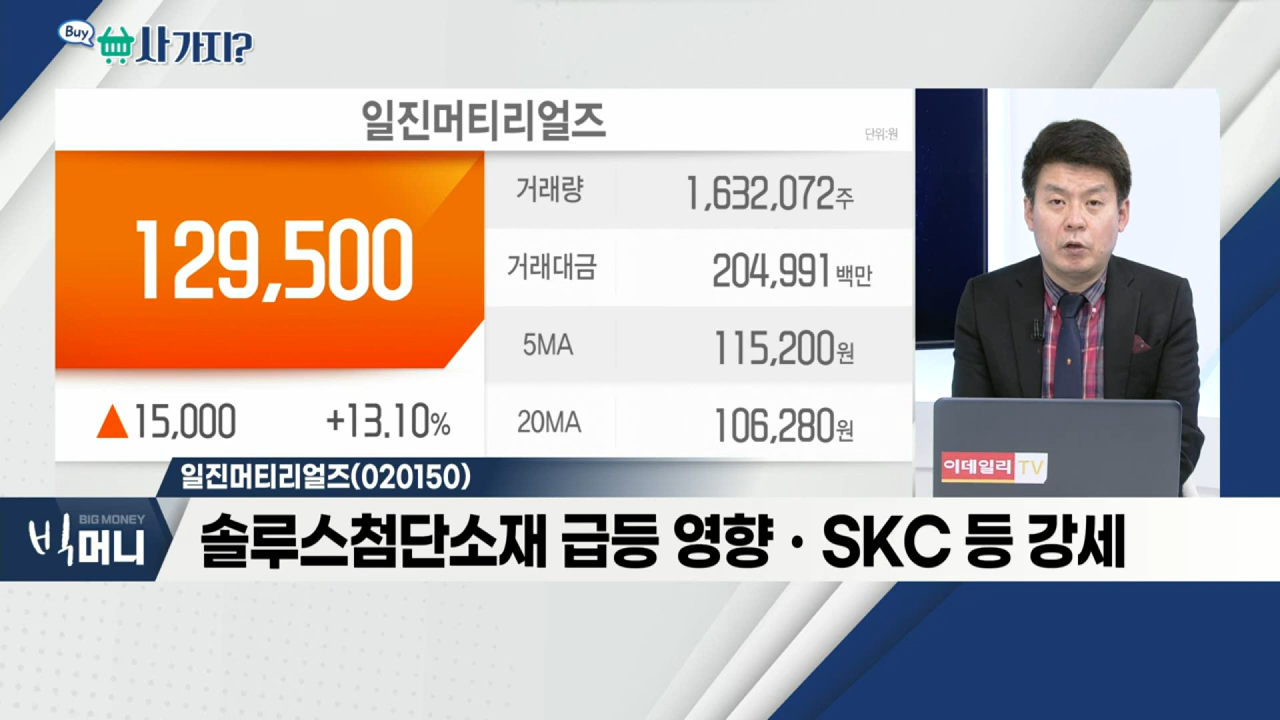 Buy
사가지?
일진머티리얼즈
단위:원
129,500
▲15,000 +13.10%
거래량 1,632,072주
거래대금 204,991백만
5MA 115,200원
20MA 106,280원
이데일리TV
일진머티리얼즈(020150)
BIG MONEY
빅머니
솔루스첨단소재 급등 영향·SKC 등 강세